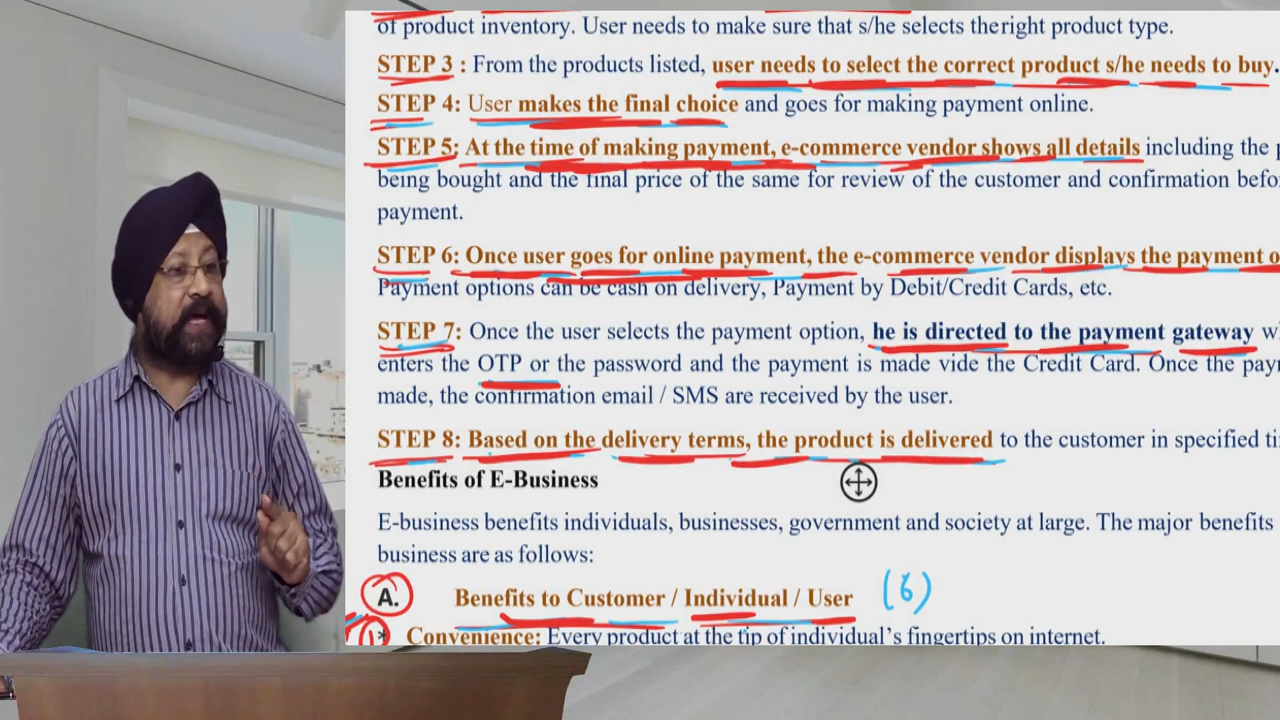 of product inventory. User needs to make sure that s/he selects theright product type.
STEP 3 : From the products listed, user needs to select the correct product s/he needs to buy.
STEP 4: User makes the final choice and goes for making payment online.
STEP 5: At the time of making payment, e-commerce vendor shows all details including the
being bought and the final price of the same for review of the customer and confirmation
payment.
STEP 6: Once user goes for online payment, the e-commerce vendor displays the payment
Payment options can be cash on delivery, Payment by Debit/Credit Cards, etc.
STEP 7: Once the user selects the payment option, he is directed to the payment gateway
enters the OTP or the password and the payment is made vide the Credit Card. Once the
made, the confirmation email / SMS are received by the user.
STEP 8: Based on the delivery terms, the product is delivered to the customer in specified
Benefits of E-Business
E-business benefits individuals, businesses, government and society at large. The major benefits
business are as follows:
A. Benefits to Customer / Individual / User (6)
(1)* Convenience: Every product at the tip of individual's fingertips on internet.